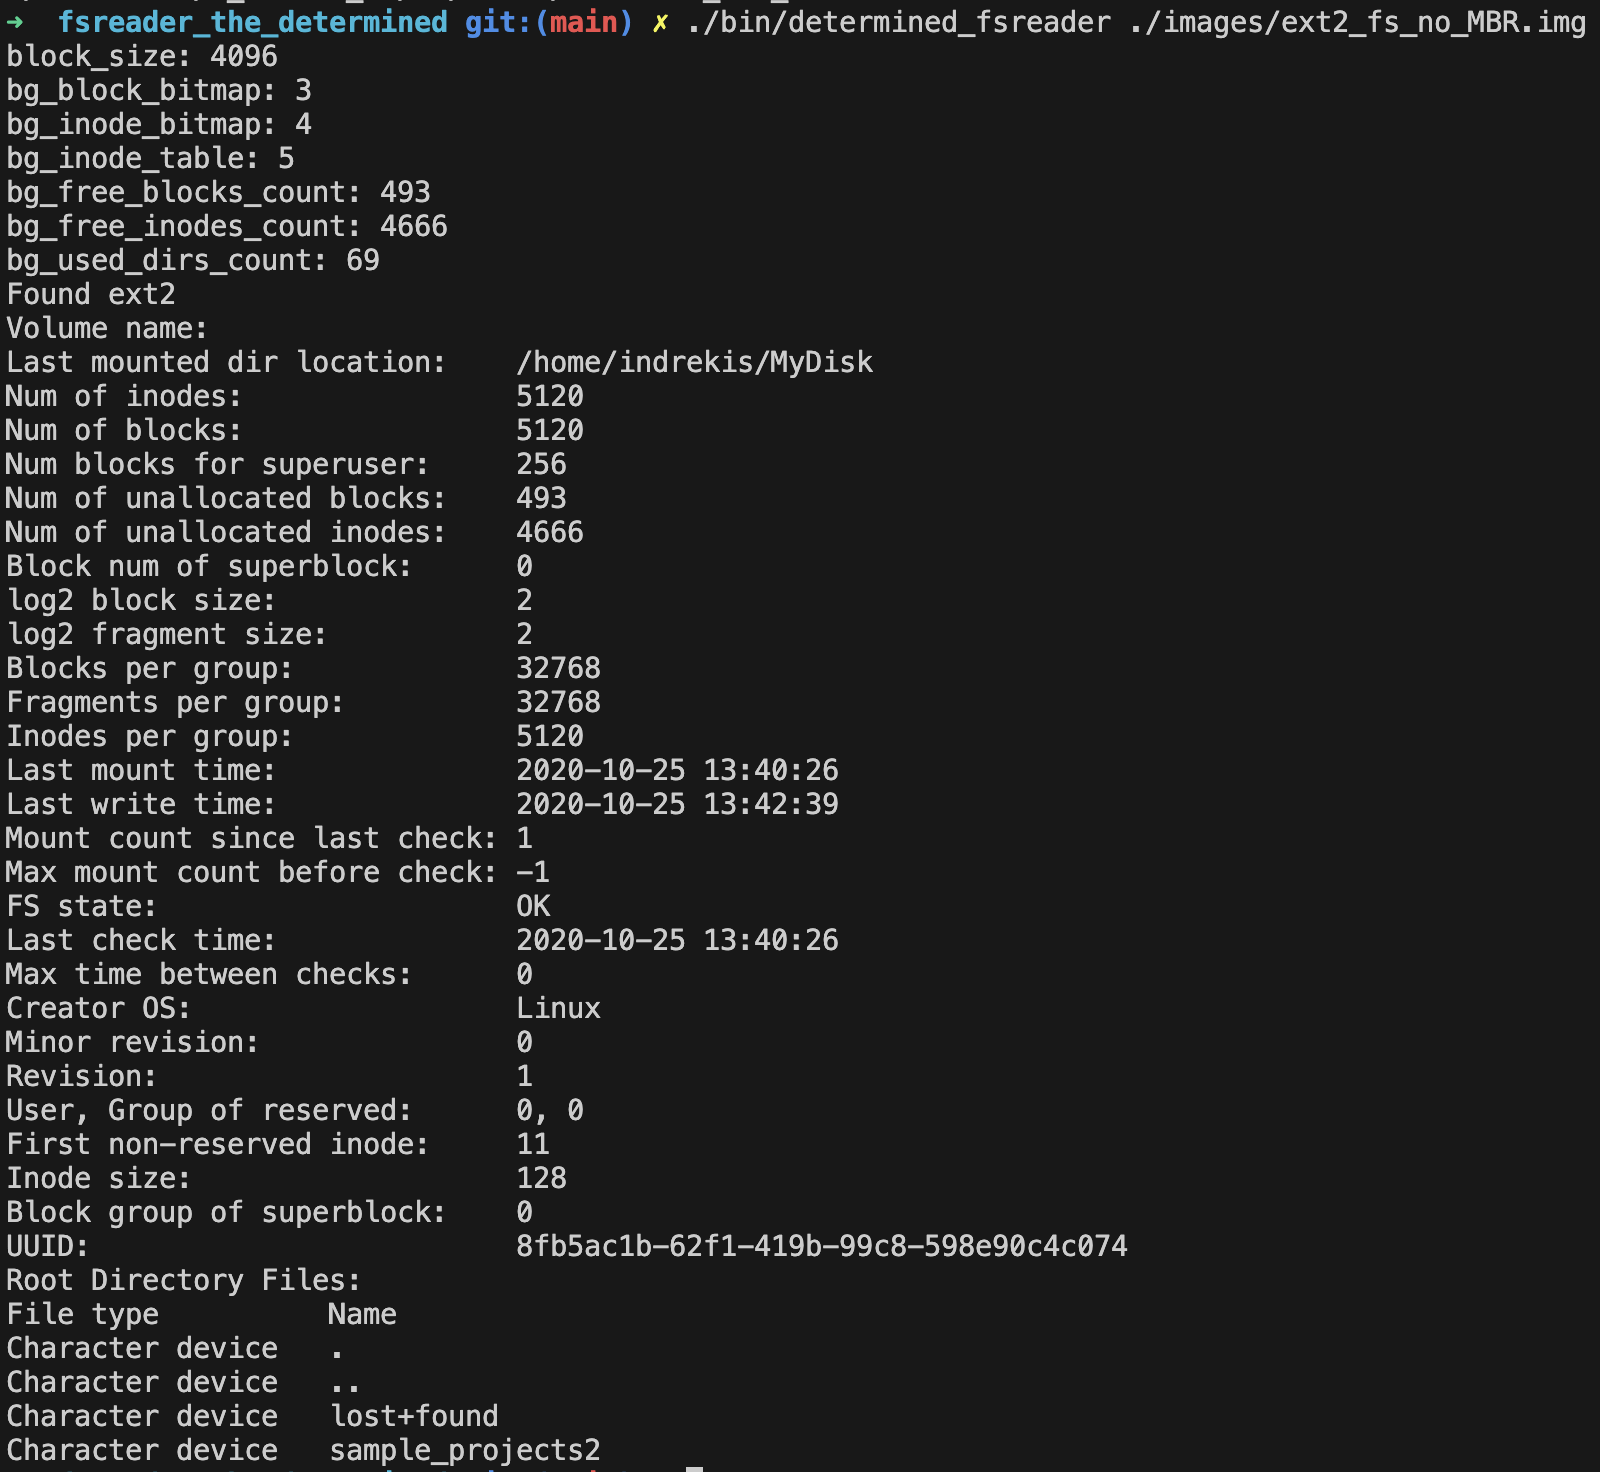 ➜  fsreader_the_determined git:(main) ✗ ./bin/determined_fsreader ./images/ext2_fs_no_MBR.img
block_size: 4096
bg_block_bitmap: 3
bg_inode_bitmap: 4
bg_inode_table: 5
bg_free_blocks_count: 493
bg_free_inodes_count: 4666
bg_used_dirs_count: 69
Found ext2
Volume name:
Last mounted dir location:    /home/indrekis/MyDisk
Num of inodes:                5120
Num of blocks:                5120
Num blocks for superuser:     256
Num of unallocated blocks:    493
Num of unallocated inodes:    4666
Block num of superblock:      0
log2 block size:              2
log2 fragment size:           2
Blocks per group:             32768
Fragments per group:          32768
Inodes per group:             5120
Last mount time:              2020-10-25 13:40:26
Last write time:              2020-10-25 13:42:39
Mount count since last check: 1
Max mount count before check: -1
FS state:                     OK
Last check time:              2020-10-25 13:40:26
Max time between checks:      0
Creator OS:                   Linux
Minor revision:               0
Revision:                     1
User, Group of reserved:      0, 0
First non-reserved inode:     11
Inode size:                   128
Block group of superblock:    0
UUID:                         8fb5ac1b-62f1-419b-99c8-598e90c4c074
Root Directory Files:
File type          Name
Character device   .
Character device   ..
Character device   lost+found
Character device   sample_projects2